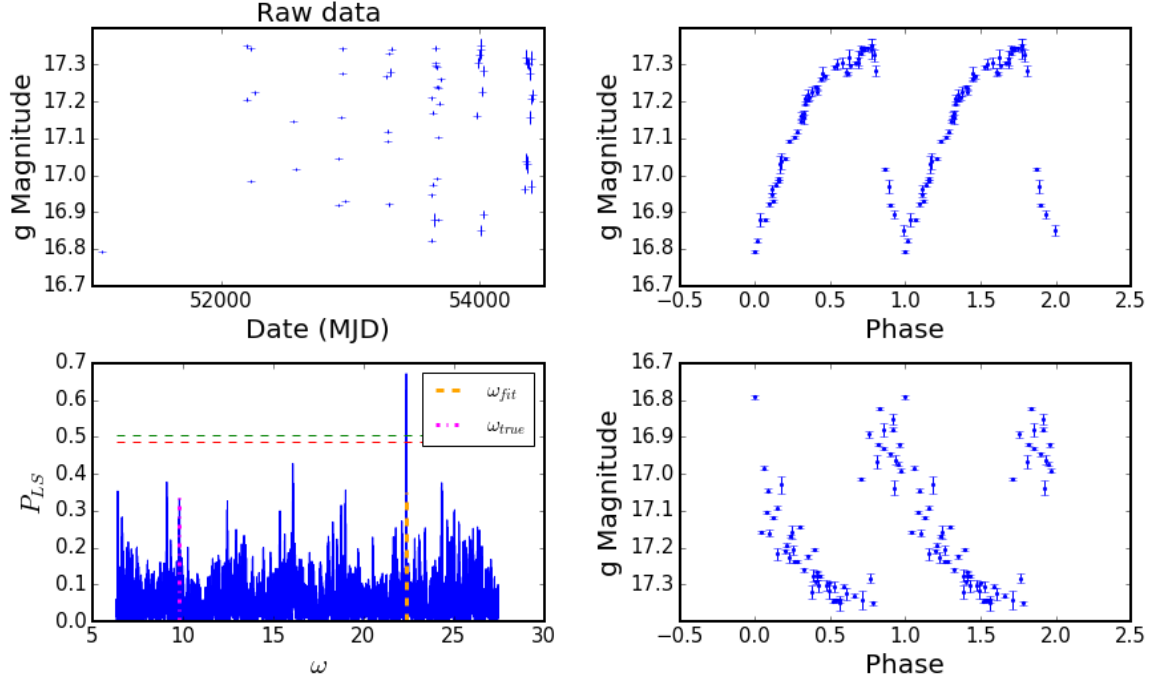 Raw data
g Magnitude
17.3
17.2
17.1
17.0
16.9
16.8
16.7
52000
54000
Date (MJD)
g Magnitude
17.3
17.2
17.1
17.0
16.9
16.8
16.7
−0.5 0.0 0.5 1.0 1.5 2.0 2.5
Phase
P_LS
0.7
0.6
0.5
0.4
0.3
0.2
0.1
0.0
5 10 15 20 25 30
ω
ω_fit
ω_true
g Magnitude
16.7
16.8
16.9
17.0
17.1
17.2
17.3
−0.5 0.0 0.5 1.0 1.5 2.0 2.5
Phase